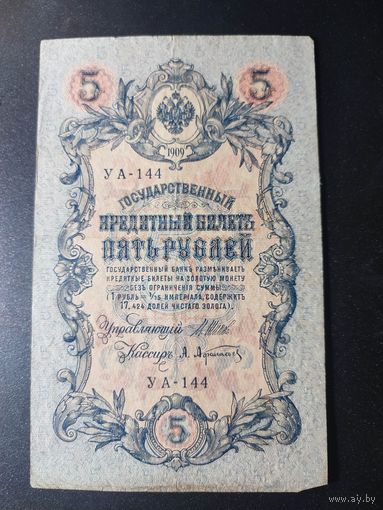 5 5
1909
УА-144
ГОСУДАРСТВЕННЫЙ
КРЕДИТНЫЙ БИЛЕТЪ
ПЯТЬ РУБЛЕЙ
ГОСУДАРСТВЕННЫЙ БАНКЪ РАЗМѢНИВАЕТЪ
КРЕДИТНЫЕ БИЛЕТЫ НА ЗОЛОТУЮ МОНЕТУ
БЕЗЪ ОГРАНИЧЕНІЯ СУММЫ
(1 РУБЛЬ = 1/15 ИМПЕРІАЛА, СОДЕРЖИТЪ
17,424 ДОЛЕЙ ЧИСТАГО ЗОЛОТА).
Управляющій
Кассиръ
УА-144
5
www.ay.by